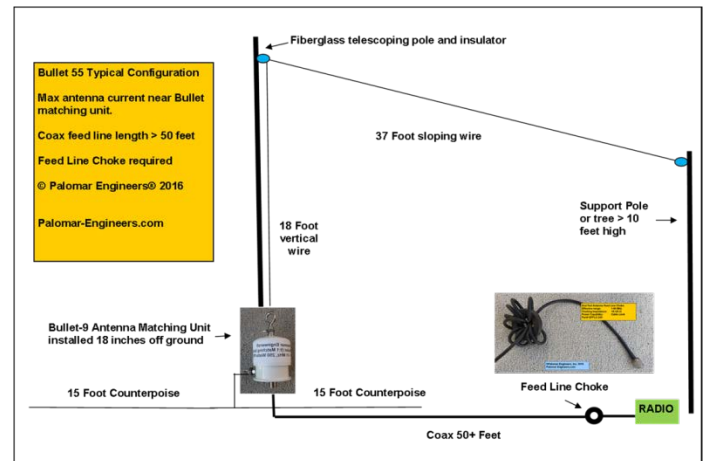 Bullet 55 Typical Configuration
Max antenna current near Bullet
matching unit.
Coax feed line length > 50 feet
Feed Line Choke required
© Palomar Engineers® 2016
Palomar-Engineers.com
Fiberglass telescoping pole and insulator
37 Foot sloping wire
18 Foot
vertical
wire
Support Pole
or tree > 10
feet high
Bullet-9 Antenna Matching Unit
installed 18 inches off ground
15 Foot Counterpoise
15 Foot Counterpoise
Feed Line Choke
RADIO
Coax 50+ Feet